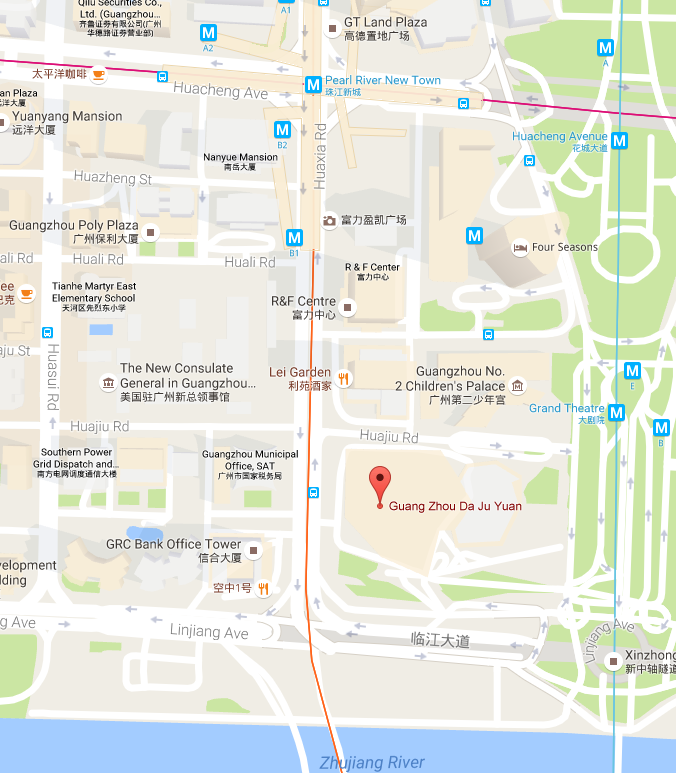 Qilu Securities Co.,
Ltd. (Guangzhou...
齐鲁证券有限公司(广州
华穗路证券营业部)
A1
A2
GT Land Plaza
高德置地广场
A
太平洋咖啡
Pearl River New Town
珠江新城
Huacheng Ave
an Plaza
洋大厦
Yuanyang Mansion
远洋大厦
B2
Huaxia Rd
Huacheng Avenue
花城大道
Nanyue Mansion
南岳大厦
Huazheng St
富力盈凯广场
Guangzhou Poly Plaza
广州保利大厦
B1
Four Seasons
ali Rd
Huali Rd
Huali Rd
R & F Center
富力中心
ee
巴克
Tianhe Martyr East
Elementary School
天河区先烈东小学
R&F Centre
富力中心
aju St
Huasui Rd
The New Consulate
General in Guangzhou...
美国驻广州新总领事馆
Lei Garden
利苑酒家
Guangzhou No.
2 Children's Palace
广州第二少年宫
E
Grand Theatre
大剧院
B
Huajiu Rd
Huajiu Rd
Southern Power
Grid Dispatch and...
南方电网调度通信大楼
Guangzhou Municipal
Office, SAT
广州市国家税务局
Guang Zhou Da Ju Yuan
GRC Bank Office Tower
信合大厦
evelopment
ilding
空中1号
g Ave
Linjiang Ave
临江大道
Linjiang Ave
Xinzhong
新中轴隧道
Zhujiang River